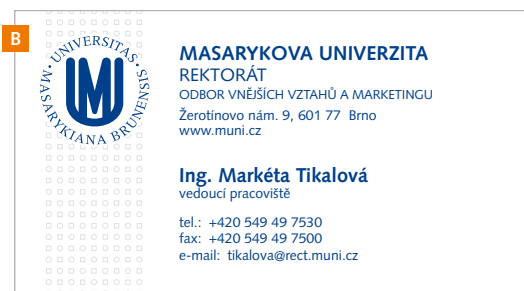 B
UNIVERSITAS · MASARYKIANA BRUNENSIS ·
MU
MASARYKOVA UNIVERZITA
REKTORÁT
ODBOR VNĚJŠÍCH VZTAHŮ A MARKETINGU
Žerotínovo nám. 9, 601 77 Brno
www.muni.cz
Ing. Markéta Tikalová
vedoucí pracoviště
tel.: +420 549 49 7530
fax: +420 549 49 7500
e-mail: tikalova@rect.muni.cz